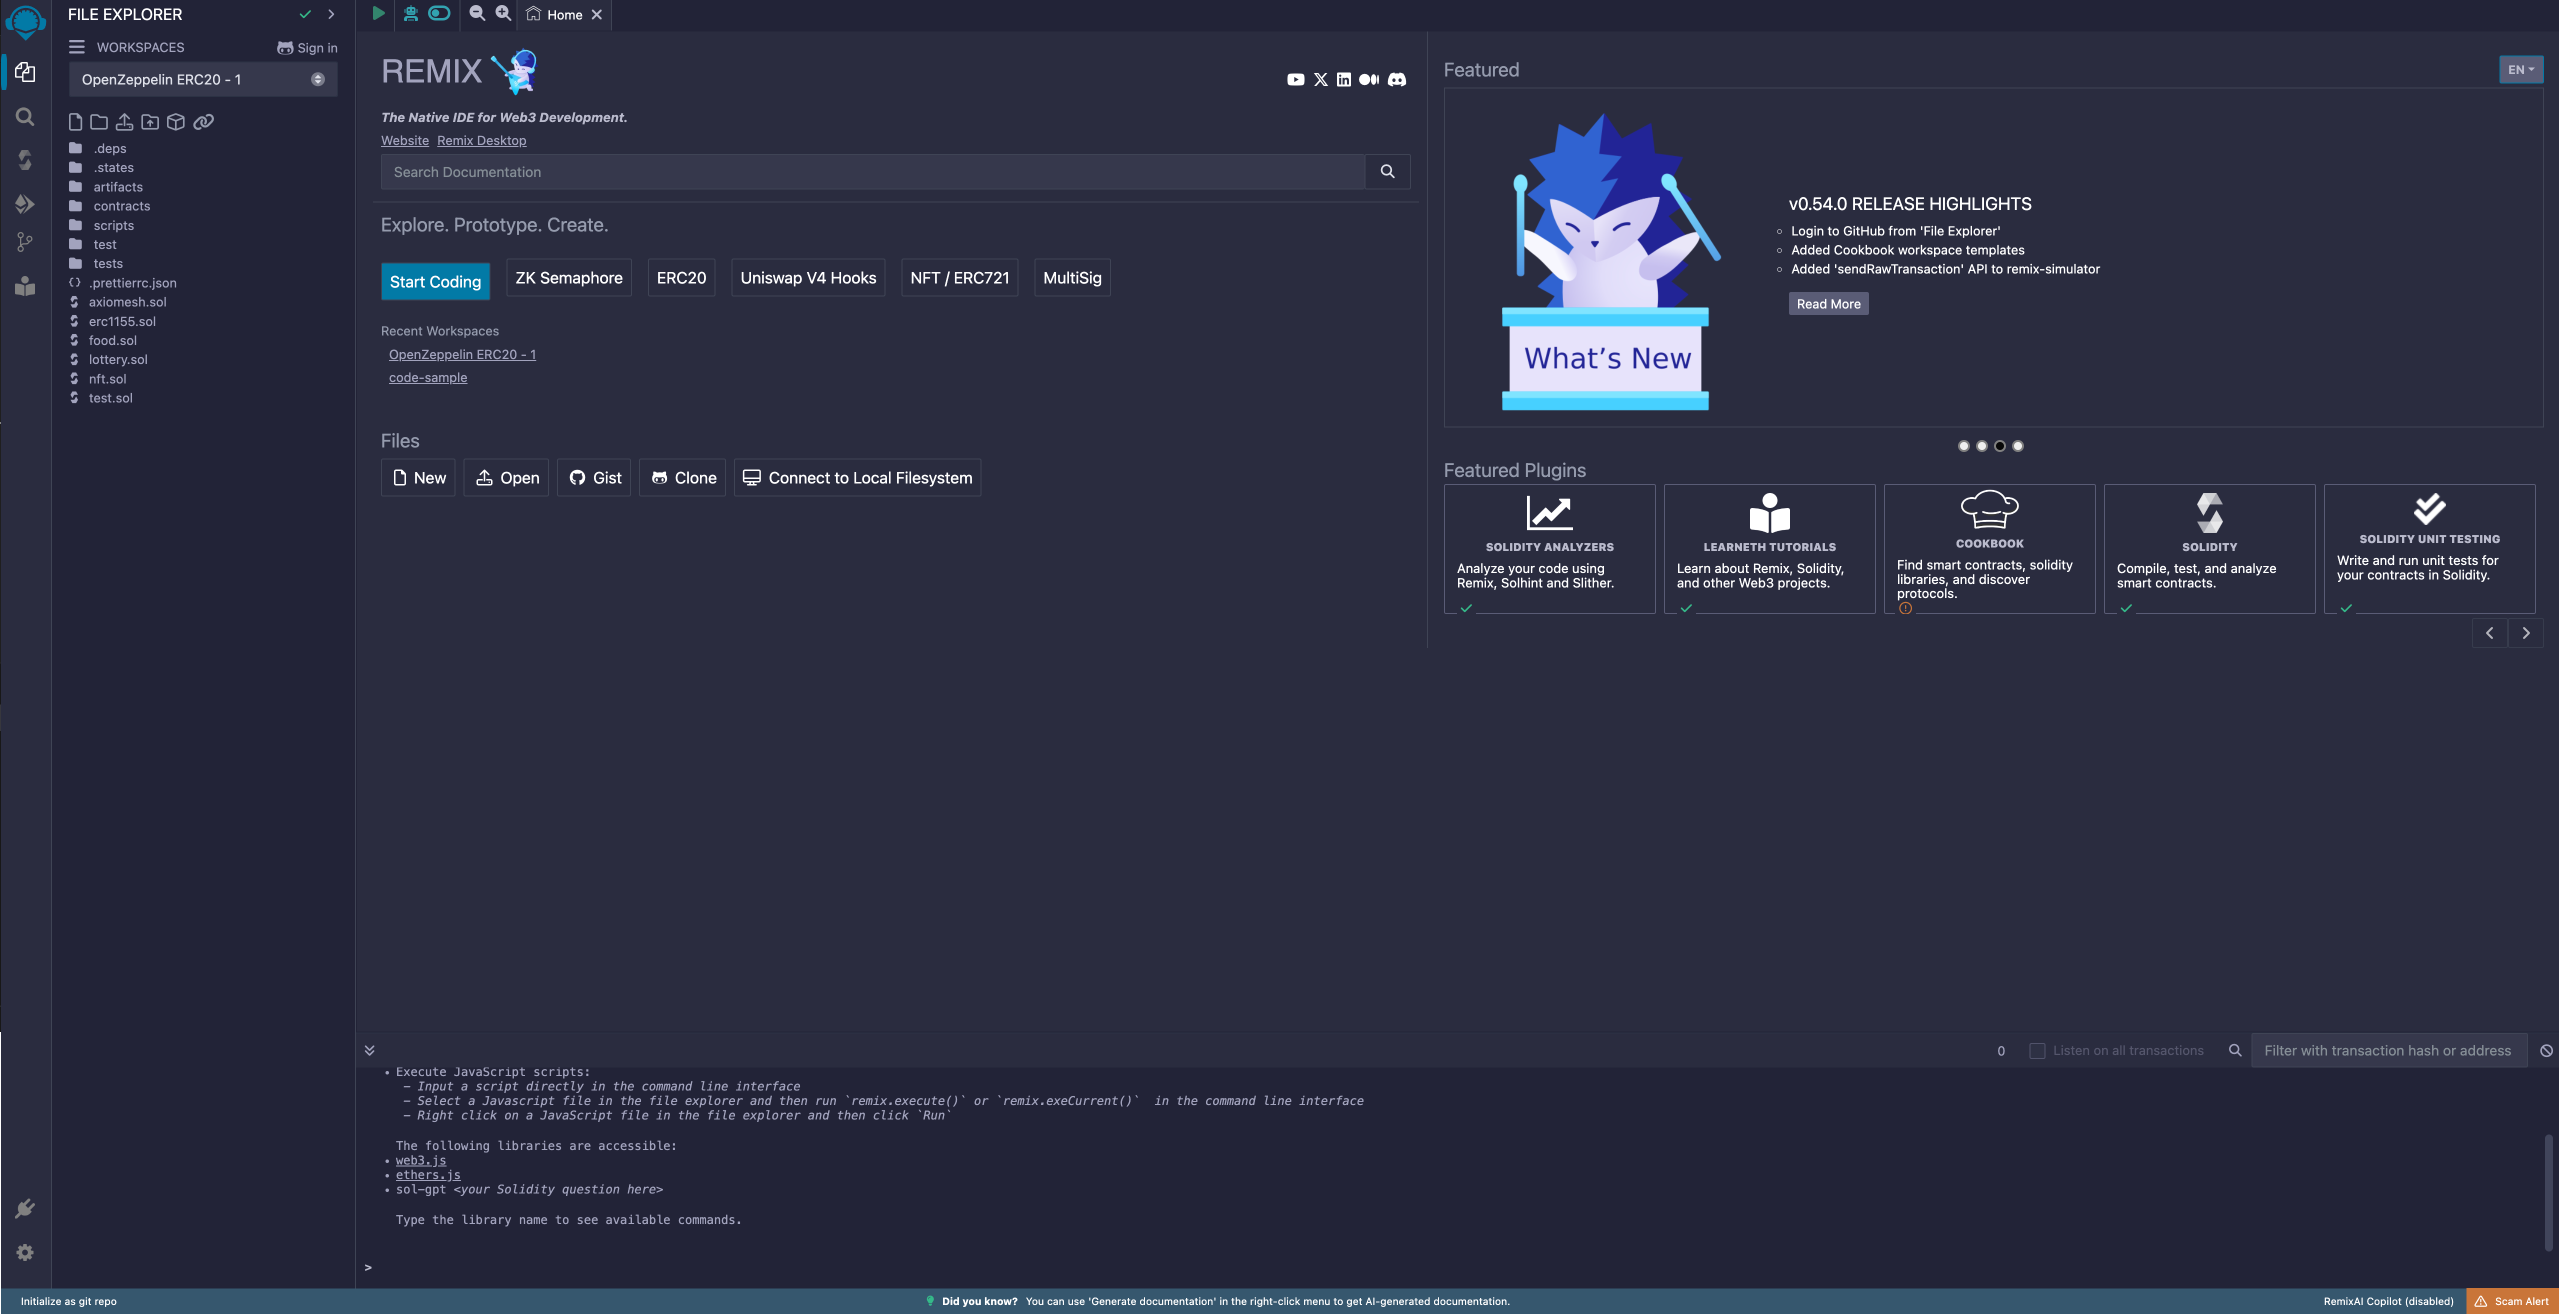 FILE EXPLORER
WORKSPACES
Sign in
OpenZeppelin ERC20 - 1
.deps
.states
artifacts
contracts
scripts
test
tests
.prettierrc.json
axiomesh.sol
erc1155.sol
food.sol
lottery.sol
nft.sol
test.sol
Home
REMIX
The Native IDE for Web3 Development.
Website Remix Desktop
Search Documentation
Explore. Prototype. Create.
Start Coding ZK Semaphore ERC20 Uniswap V4 Hooks NFT / ERC721 MultiSig
Recent Workspaces
OpenZeppelin ERC20 - 1
code-sample
Files
New Open Gist Clone Connect to Local Filesystem
Featured
EN
What's New
v0.54.0 RELEASE HIGHLIGHTS
Login to GitHub from 'File Explorer'
Added Cookbook workspace templates
Added 'sendRawTransaction' API to remix-simulator
Read More
Featured Plugins
SOLIDITY ANALYZERS
Analyze your code using
Remix, Solhint and Slither.
LEARNETH TUTORIALS
Learn about Remix, Solidity,
and other Web3 projects.
COOKBOOK
Find smart contracts, solidity
libraries, and discover
protocols.
SOLIDITY
Compile, test, and analyze
smart contracts.
SOLIDITY UNIT TESTING
Write and run unit tests for
your contracts in Solidity.
0 Listen on all transactions Filter with transaction hash or address
• Execute JavaScript scripts:
- Input a script directly in the command line interface
- Select a Javascript file in the file explorer and then run `remix.execute()` or `remix.exeCurrent()` in the command line interface
- Right click on a JavaScript file in the file explorer and then click `Run`
The following libraries are accessible:
• web3.js
• ethers.js
• sol-gpt <your Solidity question here>
Type the library name to see available commands.
>
Initialize as git repo
Did you know? You can use 'Generate documentation' in the right-click menu to get AI-generated documentation.
RemixAI Copilot (disabled)
Scam Alert